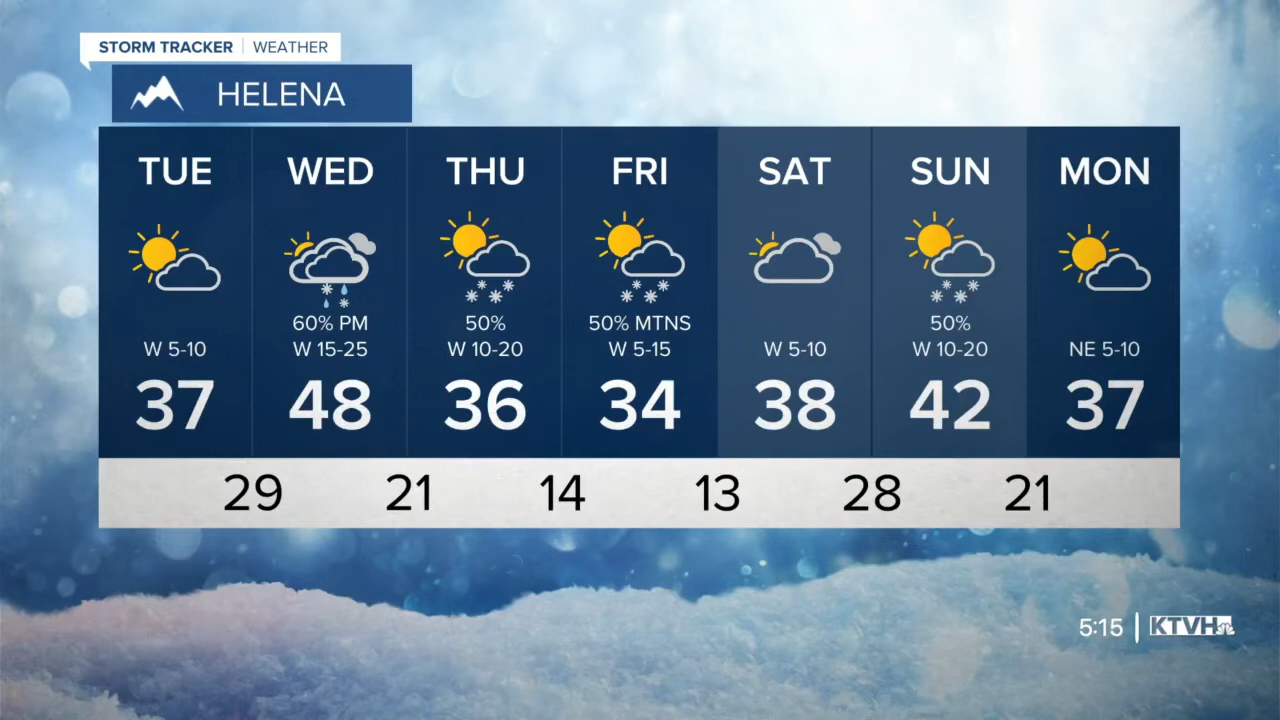 STORM TRACKER | WEATHER
HELENA
TUE WED THU FRI SAT SUN MON
60% PM 50% 50% MTNS 50%
W 5-10 W 15-25 W 10-20 W 5-15 W 5-10 W 10-20 NE 5-10
37 48 36 34 38 42 37
29 21 14 13 28 21
5:15 | KTVH